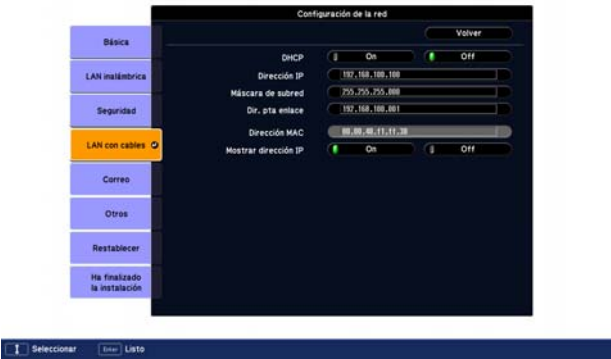 Configuración de la red
Volver
Básica
LAN inalámbrica
Seguridad
LAN con cables
Correo
Otros
Restablecer
Ha finalizado
la instalación
DHCP On Off
Dirección IP 192.168.100.100
Máscara de subred 255.255.255.000
Dir. pta enlace 192.168.100.001
Dirección MAC
Mostrar dirección IP On Off
Seleccionar Enter Listo